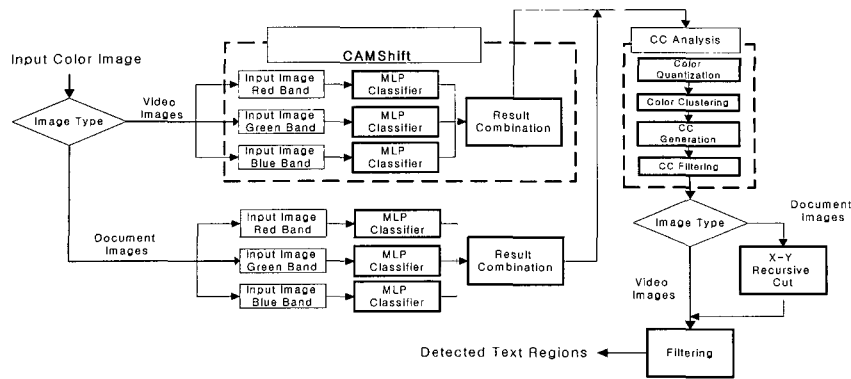 Input Color Image
Image Type
Video
Images
CAMShift
Input Image
Red Band
MLP
Classifier
Input Image
Green Band
MLP
Classifier
Input Image
Blue Band
MLP
Classifier
Result
Combination
Document
Images
Input Image
Red Band
MLP
Classifier
Input Image
Green Band
MLP
Classifier
Input Image
Blue Band
MLP
Classifier
Result
Combination
CC Analysis
Color
Quantization
Color Clustering
CC
Generation
CC Filtering
Image Type
Document
Images
X-Y
Recursive
Cut
Video
Images
Filtering
Detected Text Regions